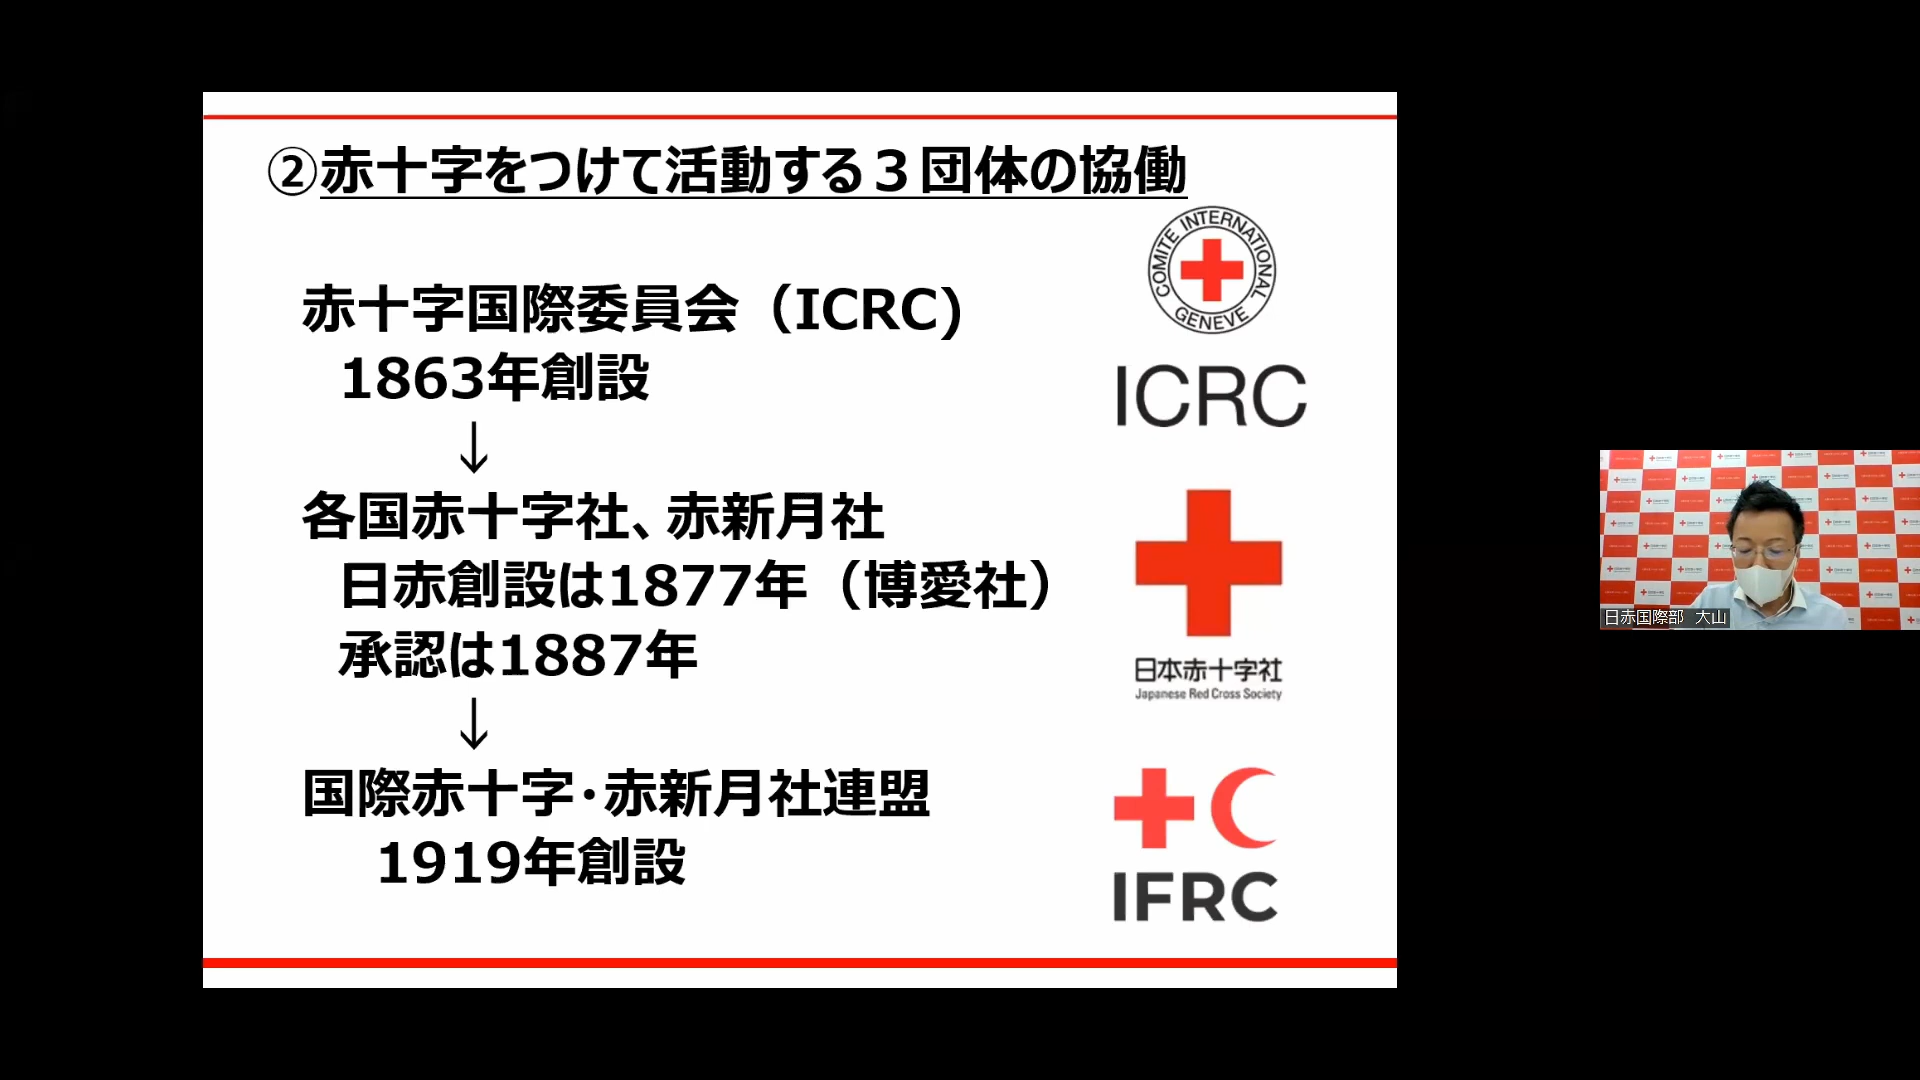 ②赤十字をつけて活動する３団体の協働
赤十字国際委員会（ICRC)
1863年創設
↓
各国赤十字社、赤新月社
日赤創設は1877年（博愛社）
承認は1887年
↓
国際赤十字・赤新月社連盟
1919年創設
COMITE INTERNATIONAL GENEVE
ICRC
日本赤十字社
Japanese Red Cross Society
IFRC
日赤国際部 大山